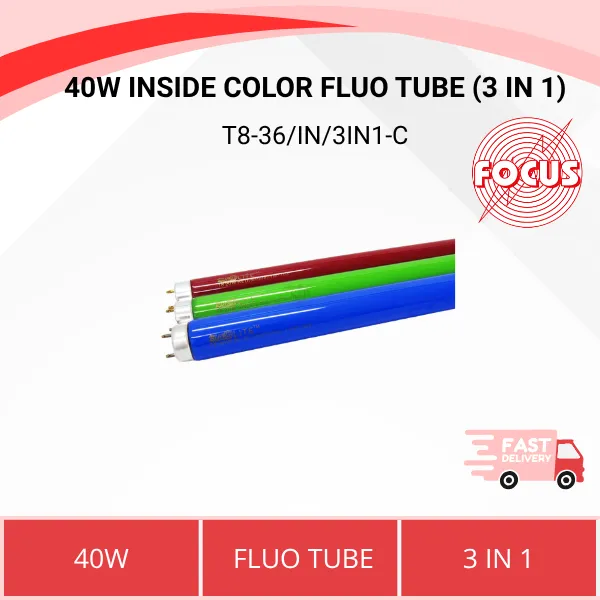 40W INSIDE COLOR FLUO TUBE (3 IN 1)
T8-36/IN/3IN1-C
FOCUS
FAST
DELIVERY
40W
FLUO TUBE
3 IN 1